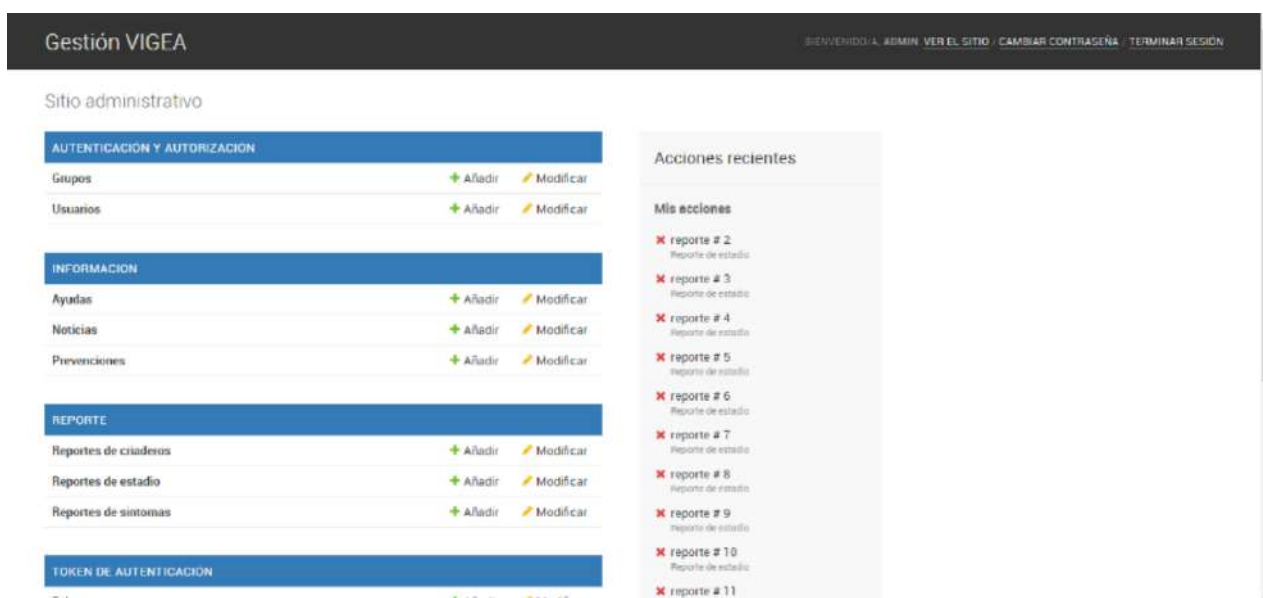 Gestión VIGEA
BIENVENIDO/A, ADMIN. VER EL SITIO / CAMBIAR CONTRASEÑA / TERMINAR SESIÓN
Sitio administrativo
AUTENTICACIÓN Y AUTORIZACIÓN
Grupos Añadir Modificar
Usuarios Añadir Modificar
INFORMACION
Ayudas Añadir Modificar
Noticias Añadir Modificar
Prevenciones Añadir Modificar
REPORTE
Reportes de criaderos Añadir Modificar
Reportes de estadio Añadir Modificar
Reportes de sintomas Añadir Modificar
TOKEN DE AUTENTICACIÓN
Acciones recientes
Mis acciones
reporte # 2
Reporte de estadio
reporte # 3
Reporte de estadio
reporte # 4
Reporte de estadio
reporte # 5
Reporte de estadio
reporte # 6
Reporte de estadio
reporte # 7
Reporte de estadio
reporte # 8
Reporte de estadio
reporte # 9
Reporte de estadio
reporte # 10
Reporte de estadio
reporte # 11